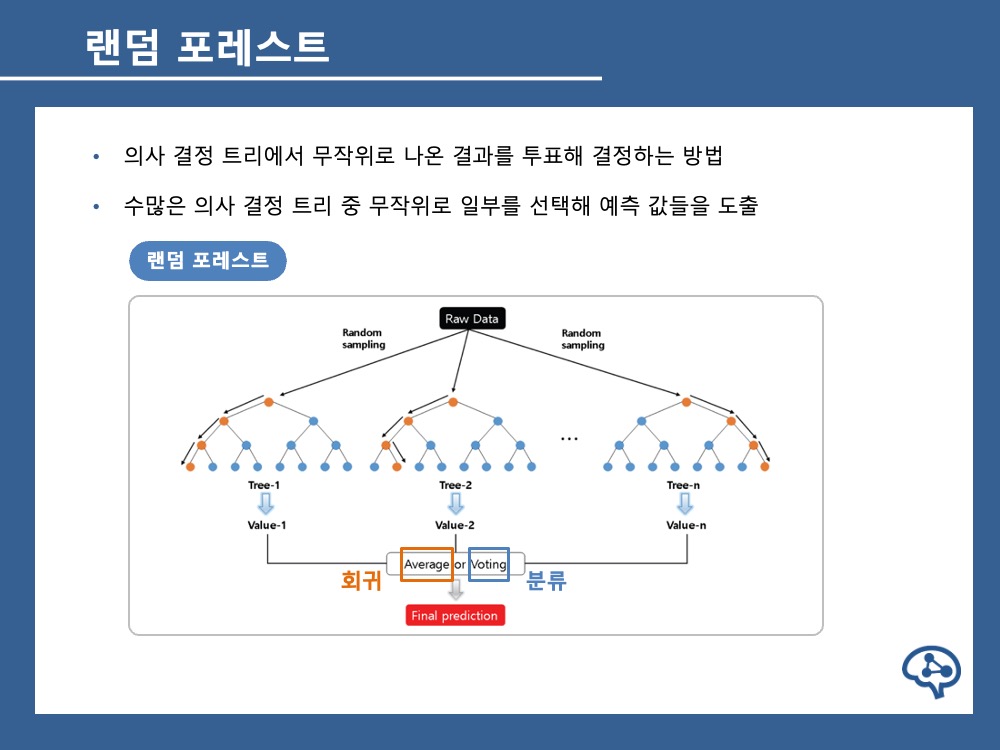 랜덤 포레스트
• 의사 결정 트리에서 무작위로 나온 결과를 투표해 결정하는 방법
• 수많은 의사 결정 트리 중 무작위로 일부를 선택해 예측 값들을 도출
랜덤 포레스트
Raw Data
Random
sampling
Random
sampling
...
Tree-1 Tree-2 Tree-n
Value-1 Value-2 Value-n
Average or Voting
회귀 분류
Final prediction